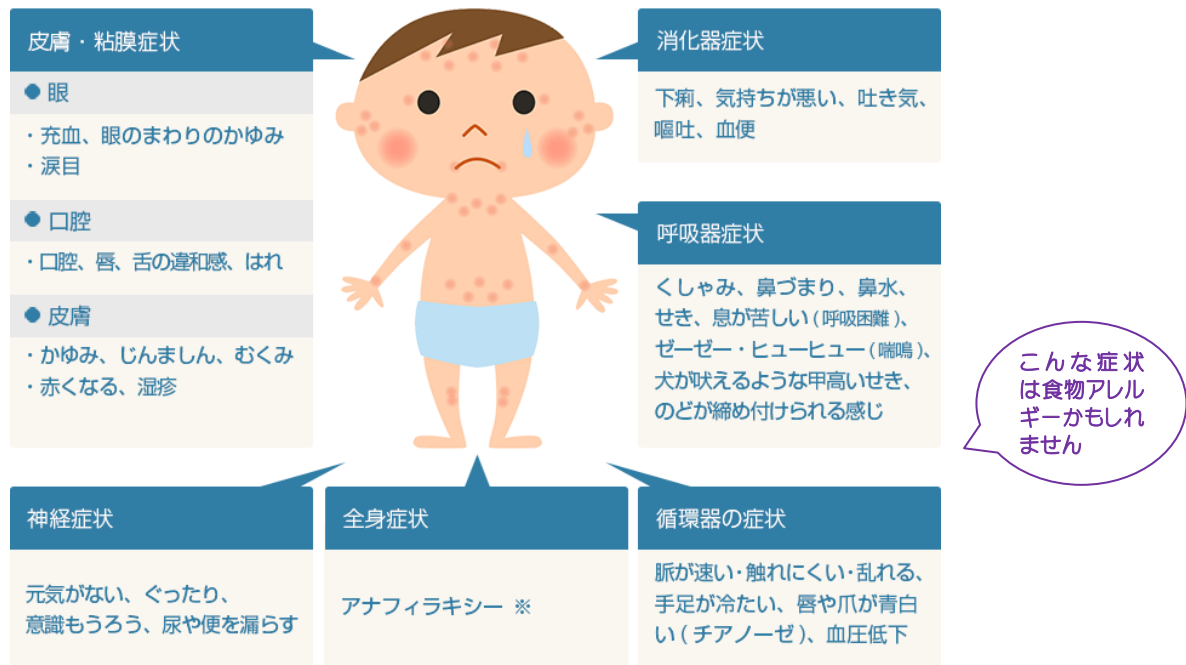 皮膚・粘膜症状
● 眼
・充血、眼のまわりのかゆみ
・涙目
● 口腔
・口腔、唇、舌の違和感、はれ
● 皮膚
・かゆみ、じんましん、むくみ
・赤くなる、湿疹
消化器症状
下痢、気持ちが悪い、吐き気、
嘔吐、血便
呼吸器症状
くしゃみ、鼻づまり、鼻水、
せき、息が苦しい(呼吸困難)、
ゼーゼー・ヒューヒュー(喘鳴)、
犬が吠えるような甲高いせき、
のどが締め付けられる感じ
こんな症状
は食物アレル
ギーかもしれ
ません
神経症状
元気がない、ぐったり、
意識もうろう、尿や便を漏らす
全身症状
アナフィラキシー ※
循環器の症状
脈が速い・触れにくい・乱れる、
手足が冷たい、唇や爪が青白
い(チアノーゼ)、血圧低下